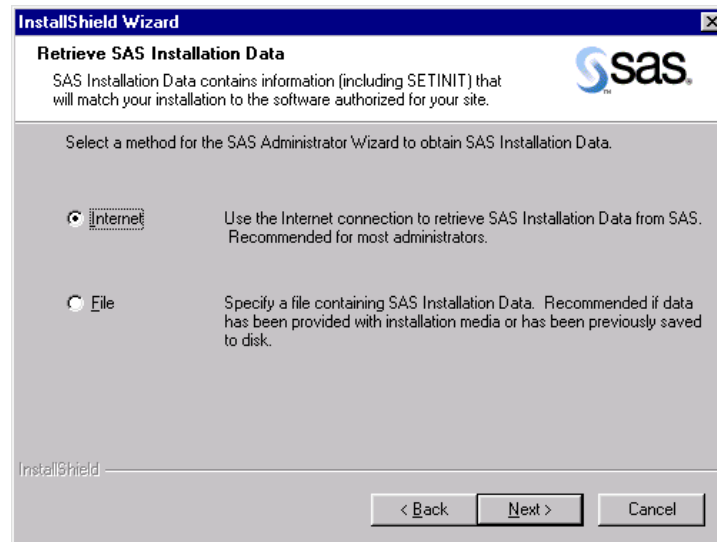 InstallShield Wizard
Retrieve SAS Installation Data
SAS Installation Data contains information (including SETINIT) that
will match your installation to the software authorized for your site.
sas.
TM
Select a method for the SAS Administrator Wizard to obtain SAS Installation Data.
Internet
Use the Internet connection to retrieve SAS Installation Data from SAS.
Recommended for most administrators.
File
Specify a file containing SAS Installation Data. Recommended if data
has been provided with installation media or has been previously saved
to disk.
InstallShield
< Back
Next >
Cancel